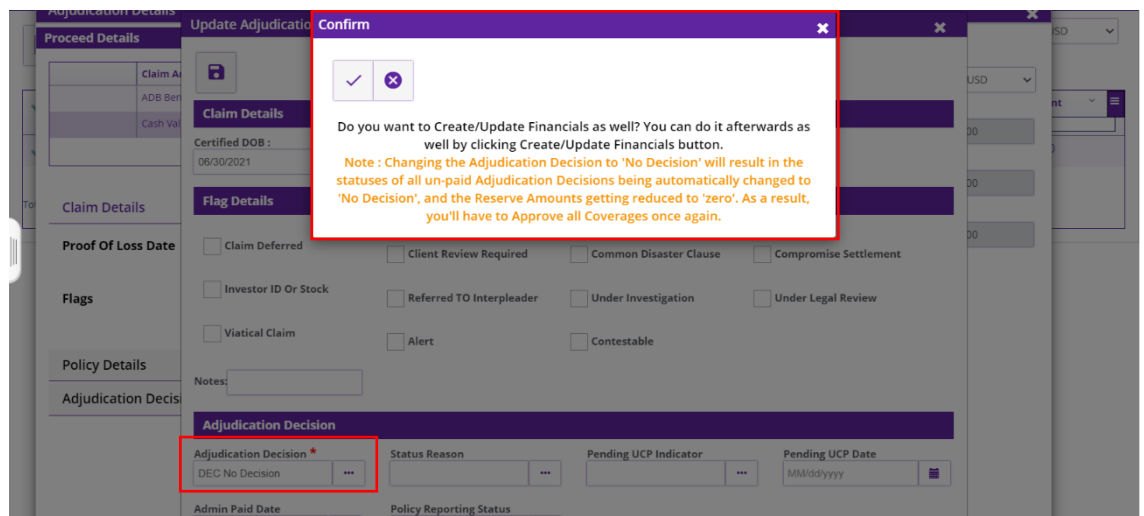 Adjudication Details
Proceed Details
Update Adjudicatio
Confirm
USD
Claim
ADB Ben
Cash Val
Do you want to Create/Update Financials as well? You can do it afterwards as
well by clicking Create/Update Financials button.
Note : Changing the Adjudication Decision to 'No Decision' will result in the
statuses of all un-paid Adjudication Decisions being automatically changed to
'No Decision', and the Reserve Amounts getting reduced to 'zero'. As a result,
you'll have to Approve all Coverages once again.
Claim Details
Certified DOB :
06/30/2021
Flag Details
Claim Details
Proof Of Loss Date
Flags
Policy Details
Adjudication Decisi
Claim Deferred
Client Review Required
Common Disaster Clause
Compromise Settlement
Investor ID Or Stock
Referred TO Interpleader
Under Investigation
Under Legal Review
Viatical Claim
Alert
Contestable
Notes:
Adjudication Decision
Adjudication Decision *
Status Reason
Pending UCP Indicator
Pending UCP Date
DEC No Decision
MM/dd/yyyy
Admin Paid Date
Policy Reporting Status